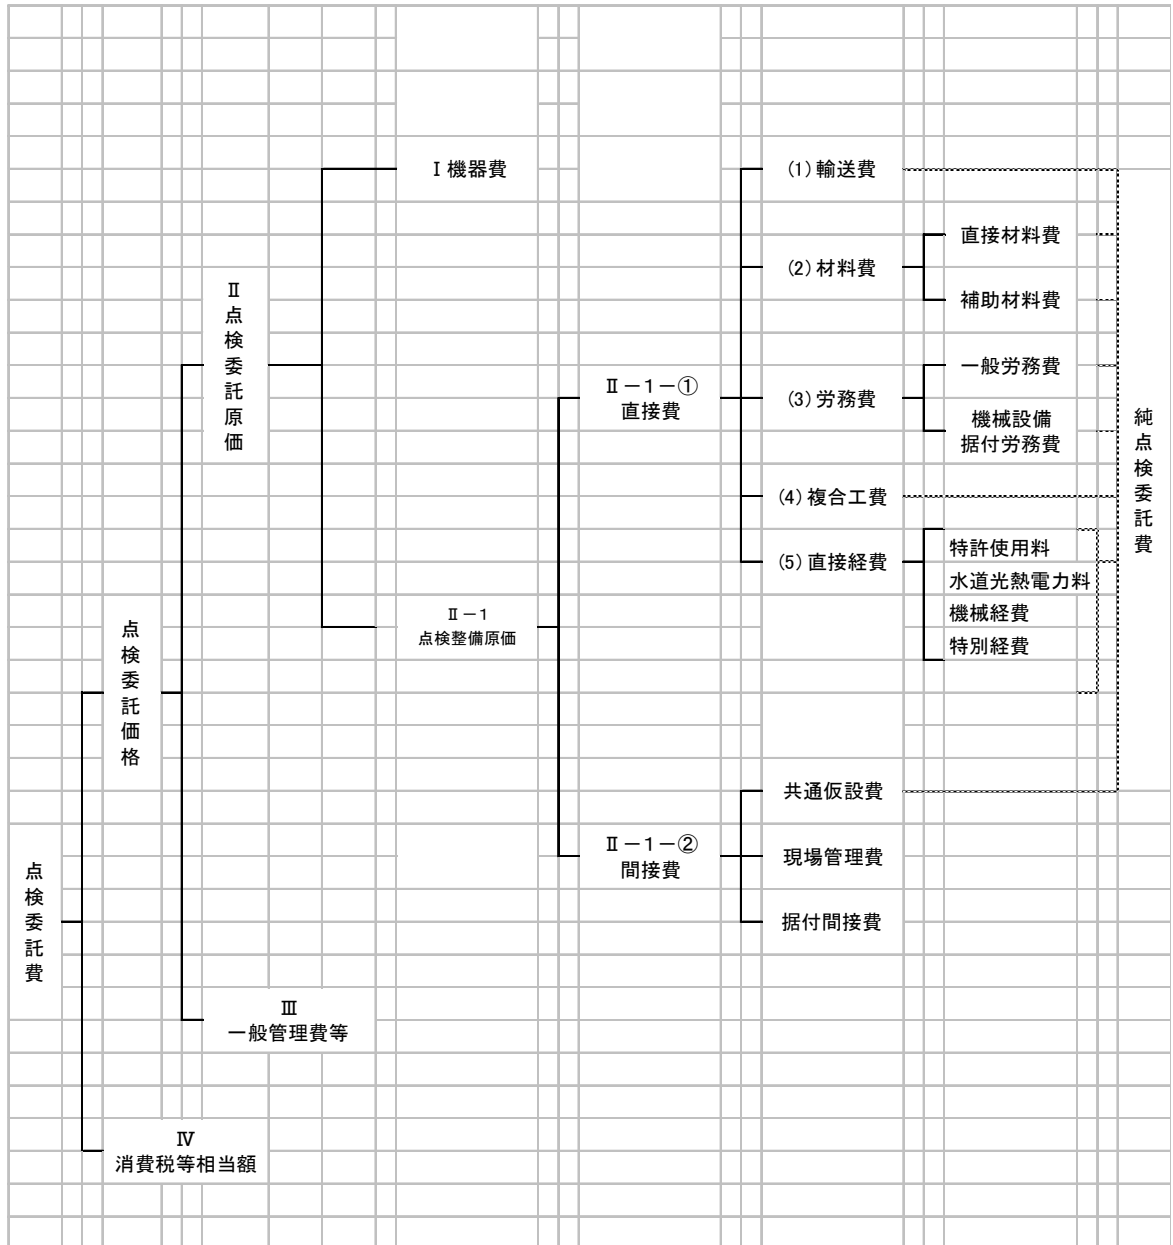 Ⅰ機器費
(1)輸送費
直接材料費
(2)材料費
補助材料費
Ⅱ点検委託原価
一般労務費
Ⅱ－1－①
直接費
(3)労務費
機械設備
据付労務費
純点検委託費
(4)複合工費
特許使用料
(5)直接経費
水道光熱電力料
機械経費
特別経費
Ⅱ－1
点検整備原価
点検委託価格
共通仮設費
Ⅱ－1－②
間接費
現場管理費
据付間接費
点検委託費
Ⅲ
一般管理費等
Ⅳ
消費税等相当額